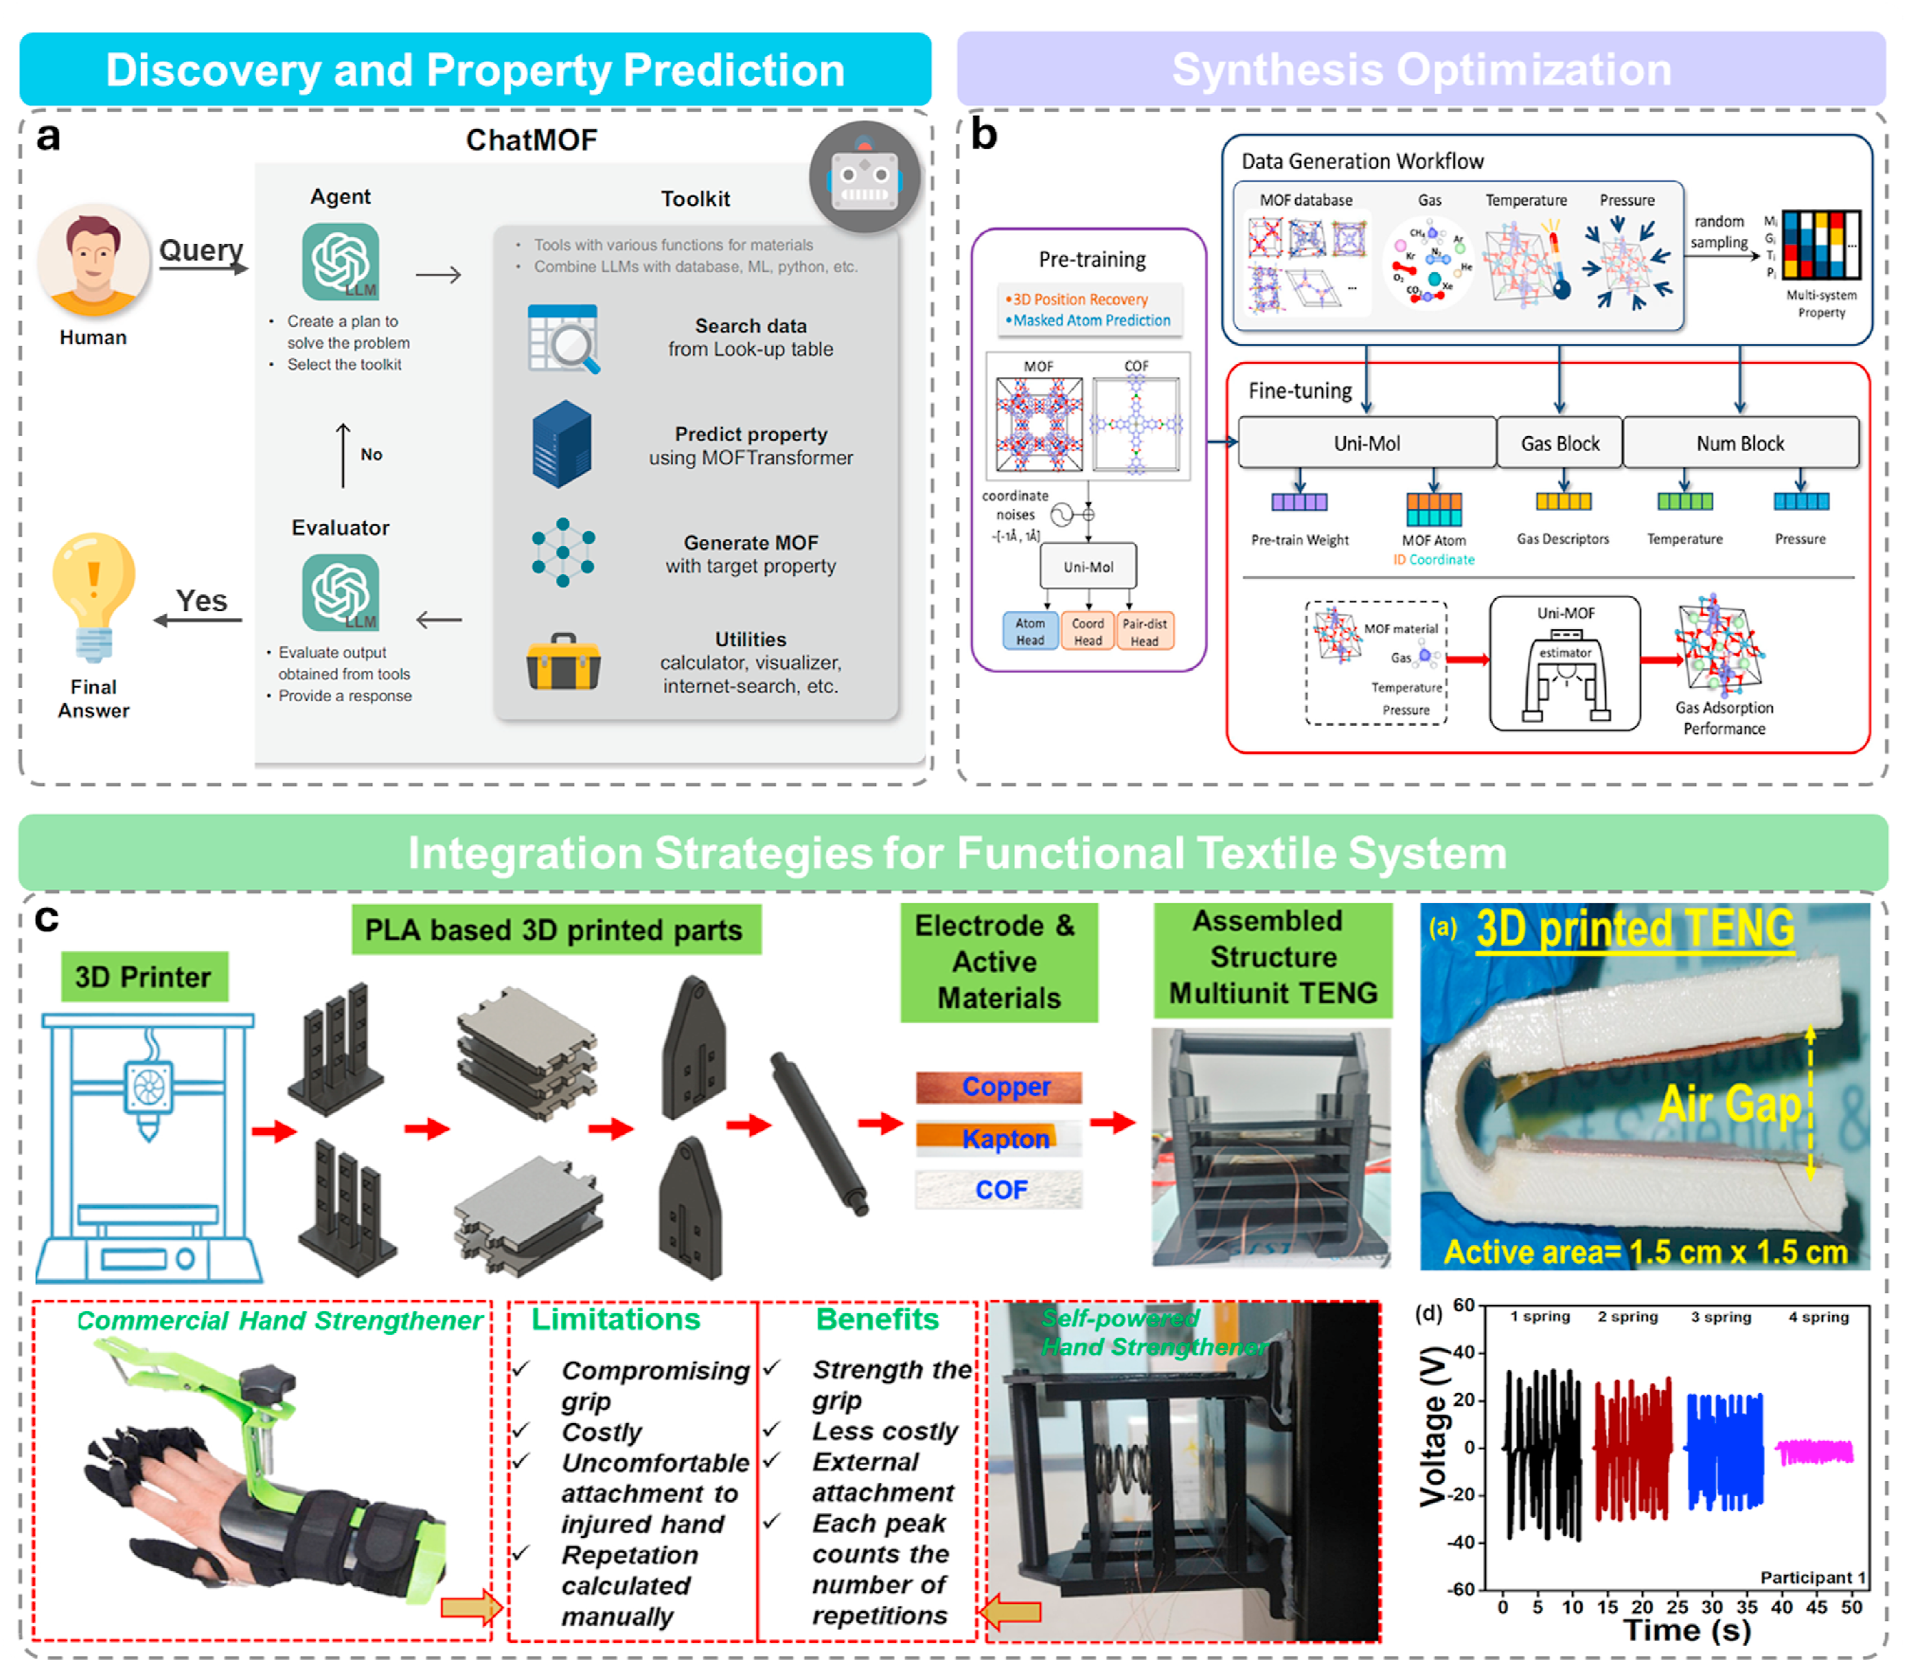 Discovery and Property Prediction
a
ChatMOF
Human
Query
Agent
LLM
• Create a plan to
solve the problem
• Select the toolkit
No
Evaluator
LLM
• Evaluate output
obtained from tools
• Provide a response
Yes
Final
Answer
Toolkit
• Tools with various functions for materials
• Combine LLMs with database, ML, python, etc.
Search data
from Look-up table
Predict property
using MOFTransformer
Generate MOF
with target property
Utilities
calculator, visualizer,
internet-search, etc.
Synthesis Optimization
b
Pre-training
•3D Position Recovery
•Masked Atom Prediction
MOF COF
coordinate
noises
~[-1Å , 1Å]
Uni-Mol
Atom
Head
Coord
Head
Pair-dist
Head
Data Generation Workflow
MOF database
...
Gas
CH₄
Ar
Kr
N₂
He
O₂
Xe
CO₂
Temperature
Pressure
random
sampling
Mᵢ
Gᵢ
Tᵢ
Pᵢ
...
Multi-system
Property
Fine-tuning
Uni-Mol
Gas Block
Num Block
Pre-train Weight
MOF Atom
ID Coordinate
Gas Descriptors
Temperature
Pressure
MOF material
Gas
Temperature
Pressure
Uni-MOF
estimator
Gas Adsorption
Performance
Integration Strategies for Functional Textile System
c
3D Printer
PLA based 3D printed parts
Electrode &
Active
Materials
Copper
Kapton
COF
Assembled
Structure
Multiunit TENG
(a) 3D printed TENG
Air Gap
Active area= 1.5 cm x 1.5 cm
Commercial Hand Strengthener
Limitations
✓ Compromising
grip
✓ Costly
✓ Uncomfortable
attachment to
injured hand
✓ Repetation
calculated
manually
Benefits
✓ Strength the
grip
✓ Less costly
✓ External
attachment
✓ Each peak
counts the
number of
repetitions
Self-powered
Hand Strengthener
(d)
Voltage (V)
60
40
20
0
-20
-40
-60
1 spring 2 spring 3 spring 4 spring
Participant 1
0 5 10 15 20 25 30 35 40 45 50
Time (s)